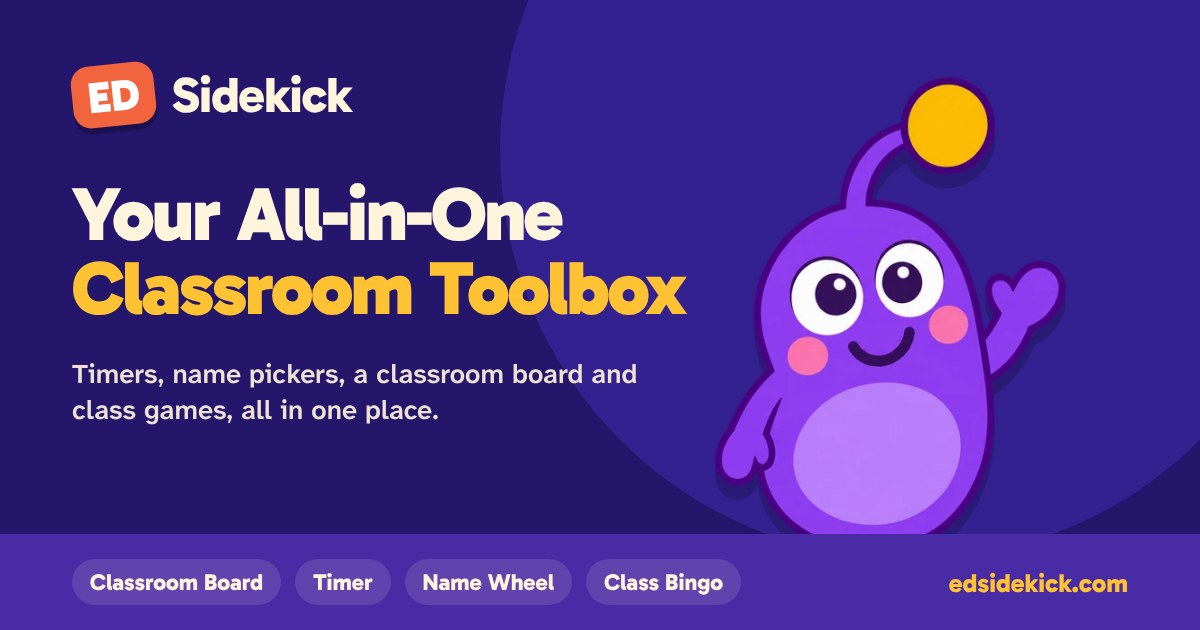 ED Sidekick
Your All-in-One
Classroom Toolbox
Timers, name pickers, a classroom board and
class games, all in one place.
Classroom Board Timer Name Wheel Class Bingo edsidekick.com